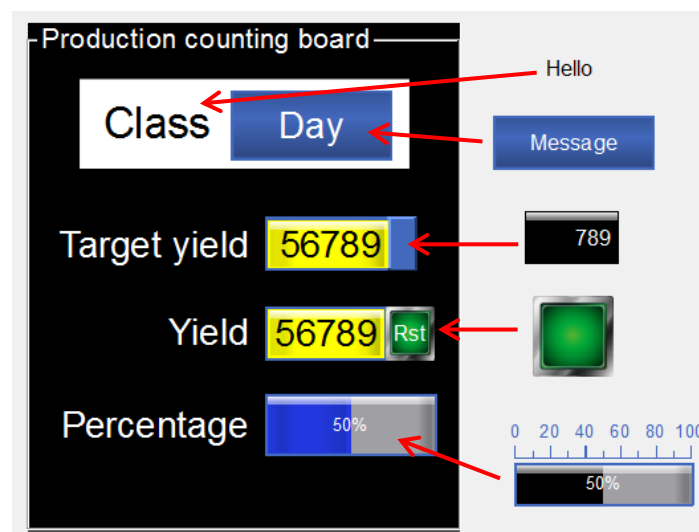 Production counting board
Hello
Class
Day
Message
Target yield
56789
789
Yield
56789
Rst
Percentage
50%
0 20 40 60 80 100
50%